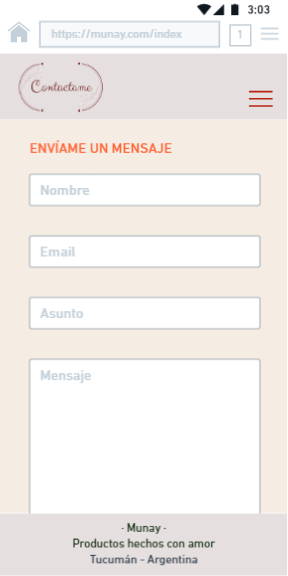 3:03
https://munay.com/index
1
Contactame
ENVÍAME UN MENSAJE
Nombre
Email
Asunto
Mensaje
· Munay ·
Productos hechos con amor
Tucumán - Argentina